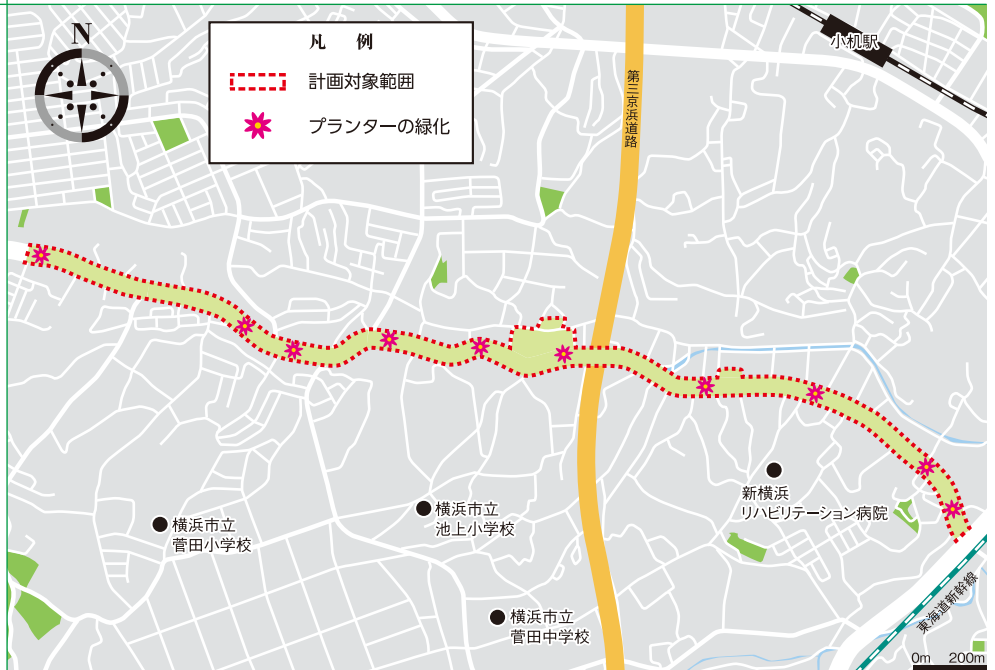 N
凡 例
計画対象範囲
プランターの緑化
小机駅
第三京浜道路
新横浜
リハビリテーション病院
横浜市立
菅田小学校
横浜市立
池上小学校
横浜市立
菅田中学校
東海道新幹線
0m 200m